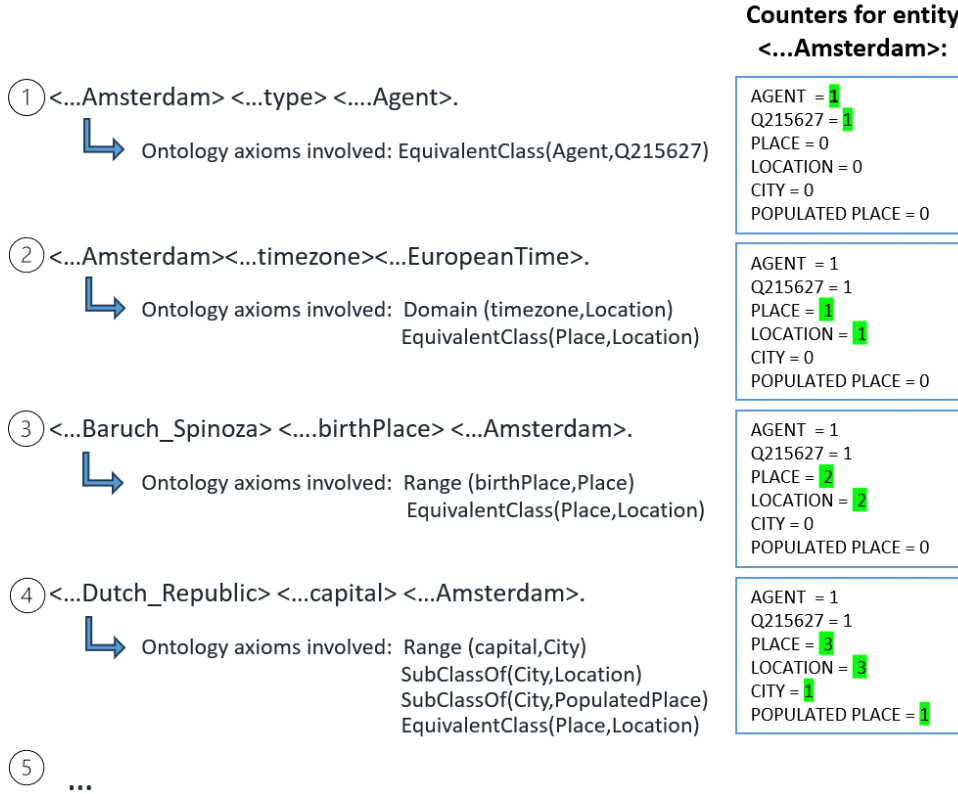 Counters for entity
<...Amsterdam>:
1 <...Amsterdam> <...type> <....Agent>.
Ontology axioms involved: EquivalentClass(Agent,Q215627)
AGENT = 1
Q215627 = 1
PLACE = 0
LOCATION = 0
CITY = 0
POPULATED PLACE = 0
2 <...Amsterdam><...timezone><...EuropeanTime>.
Ontology axioms involved: Domain (timezone,Location)
EquivalentClass(Place,Location)
AGENT = 1
Q215627 = 1
PLACE = 1
LOCATION = 1
CITY = 0
POPULATED PLACE = 0
3 <...Baruch_Spinoza> <....birthPlace> <...Amsterdam>.
Ontology axioms involved: Range (birthPlace,Place)
EquivalentClass(Place,Location)
AGENT = 1
Q215627 = 1
PLACE = 2
LOCATION = 2
CITY = 0
POPULATED PLACE = 0
4 <...Dutch_Republic> <...capital> <...Amsterdam>.
Ontology axioms involved: Range (capital,City)
SubClassOf(City,Location)
SubClassOf(City,PopulatedPlace)
EquivalentClass(Place,Location)
AGENT = 1
Q215627 = 1
PLACE = 3
LOCATION = 3
CITY = 1
POPULATED PLACE = 1
5 ...